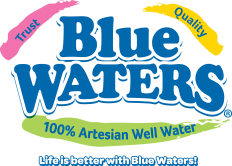 Trust
Quality
Blue
WATERS®
100% Artesian Well Water
Life is better with Blue Waters!